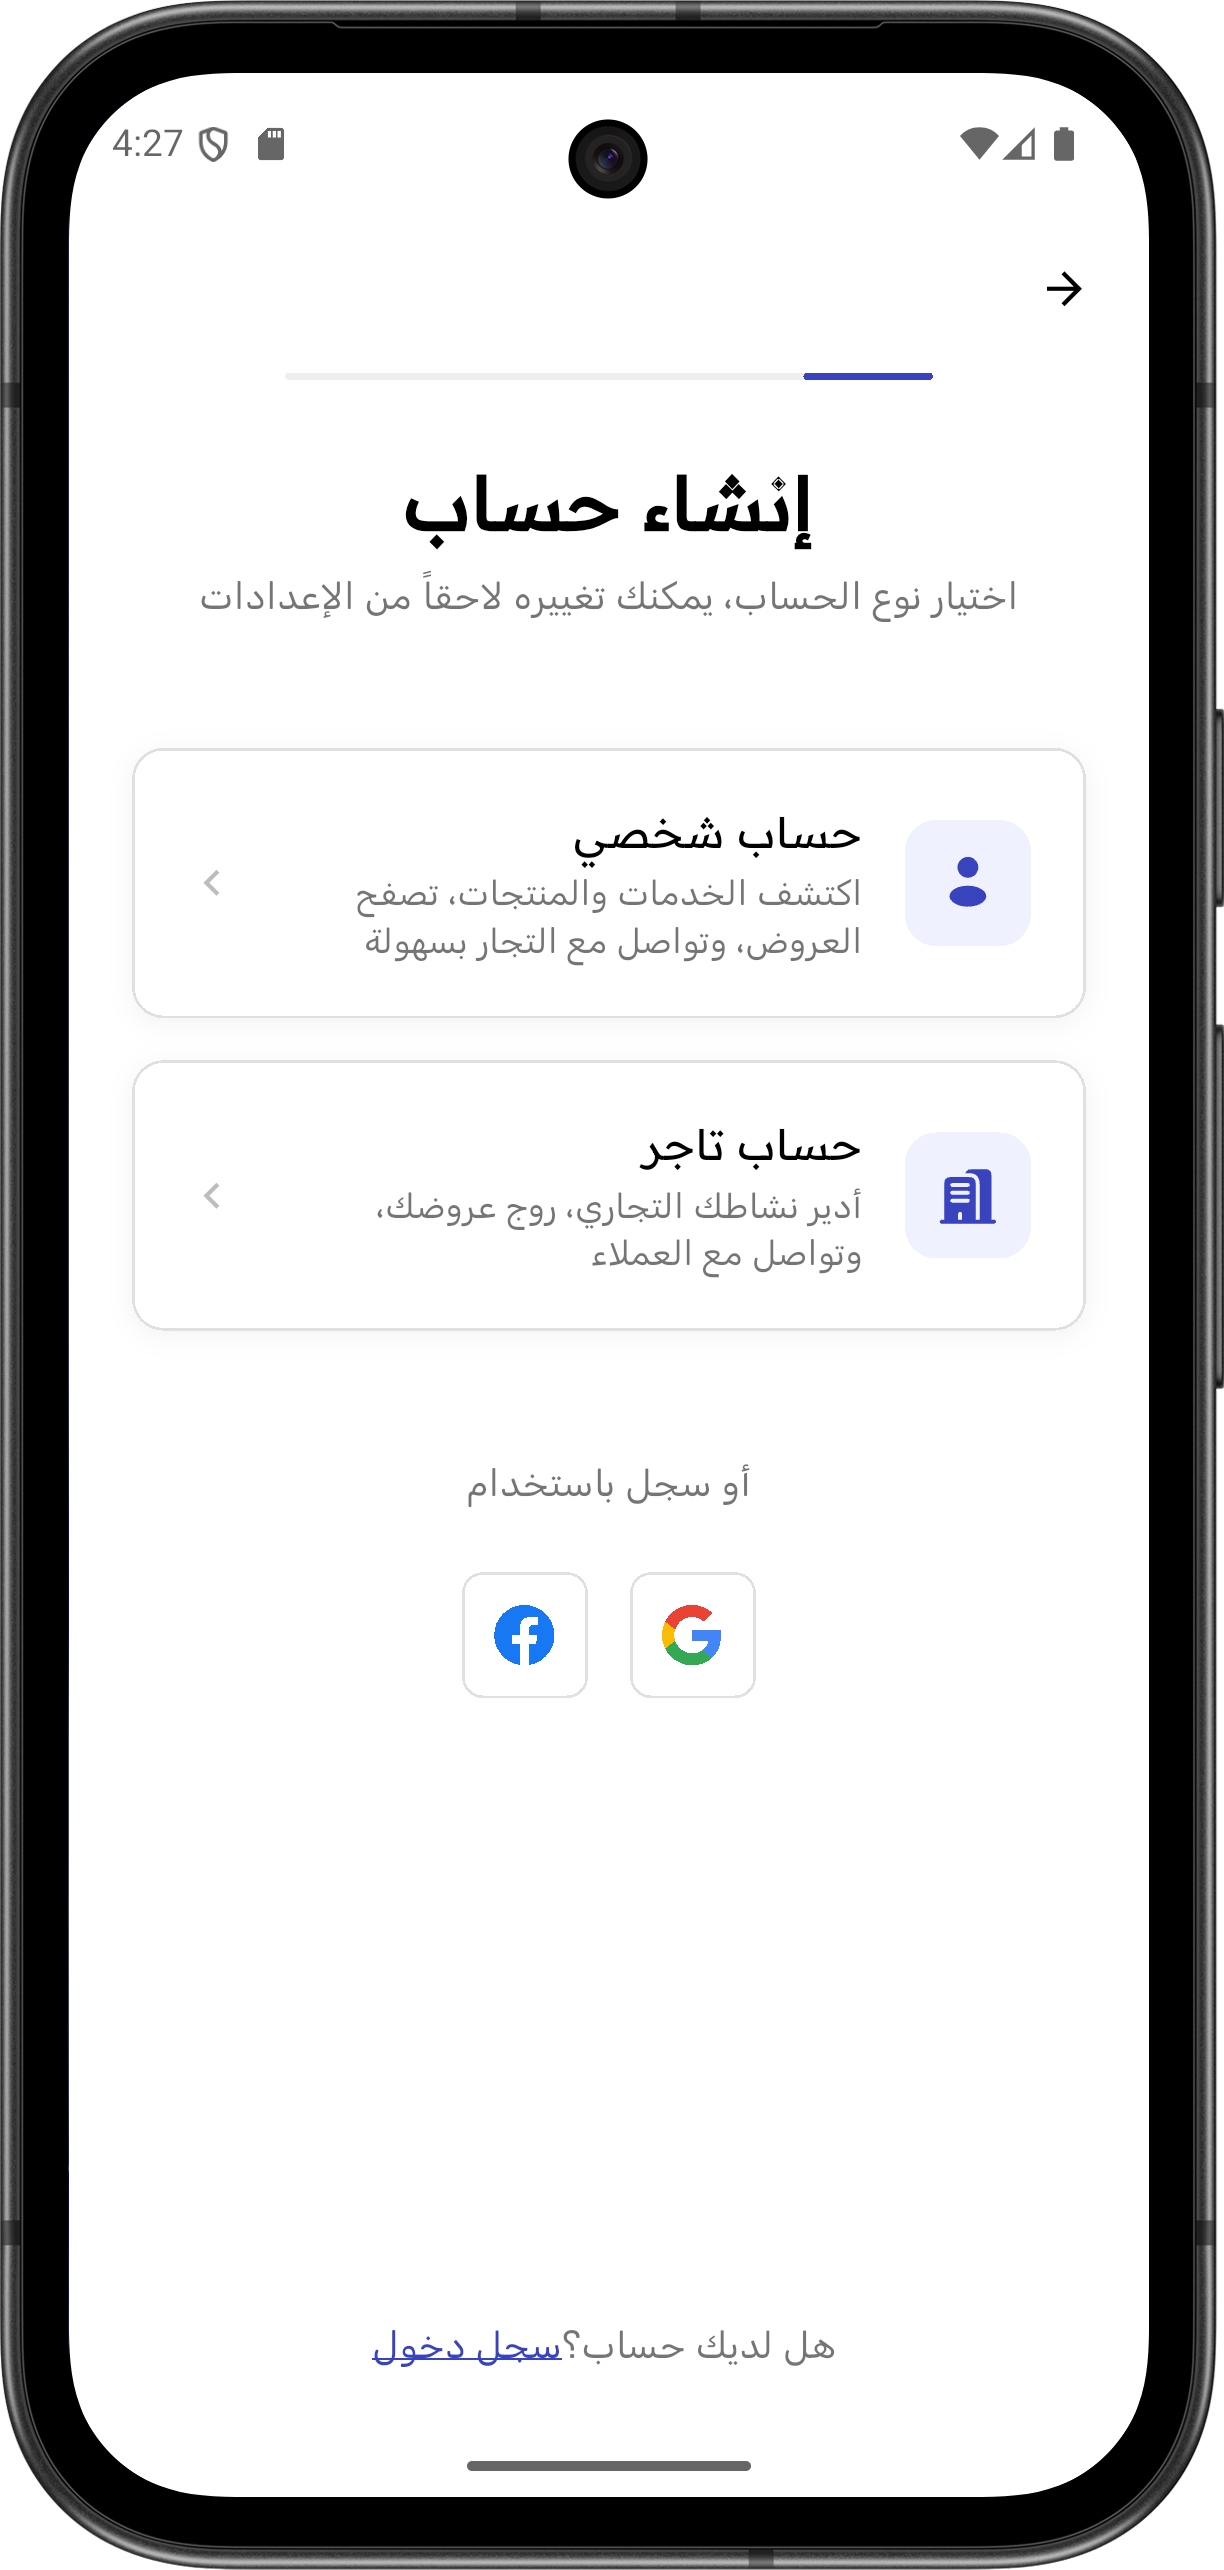 4:27
إنشاء حساب
اختيار نوع الحساب، يمكنك تغييره لاحقاً من الإعدادات
حساب شخصي
اكتشف الخدمات والمنتجات، تصفح
العروض، وتواصل مع التجار بسهولة
حساب تاجر
أدير نشاطك التجاري، روج عروضك،
وتواصل مع العملاء
أو سجل باستخدام
هل لديك حساب؟سجل دخول